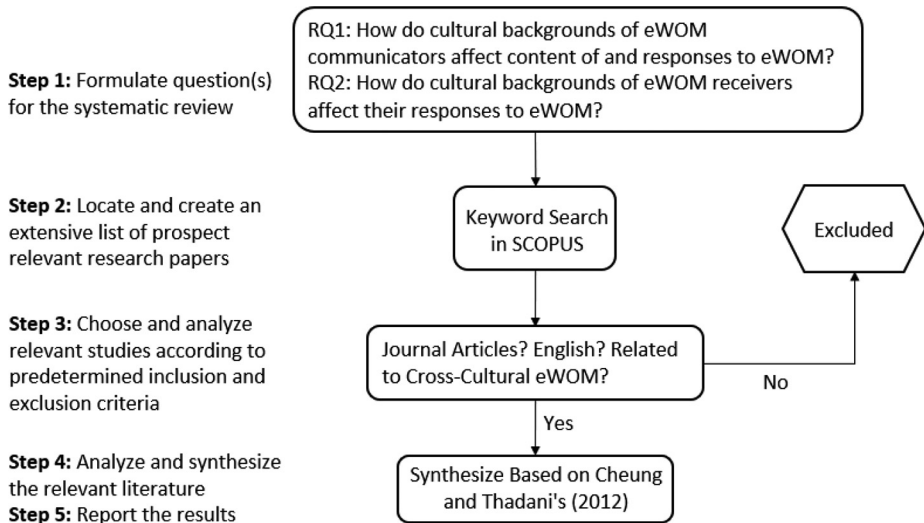 RQ1: How do cultural backgrounds of eWOM
communicators affect content of and responses to eWOM?
RQ2: How do cultural backgrounds of eWOM receivers
affect their responses to eWOM?
Step 1: Formulate question(s)
for the systematic review
Step 2: Locate and create an
extensive list of prospect
relevant research papers
Keyword Search
in SCOPUS
Excluded
Step 3: Choose and analyze
relevant studies according to
predetermined inclusion and
exclusion criteria
Journal Articles? English? Related
to Cross-Cultural eWOM?
No
Yes
Step 4: Analyze and synthesize
the relevant literature
Step 5: Report the results
Synthesize Based on Cheung
and Thadani's (2012)